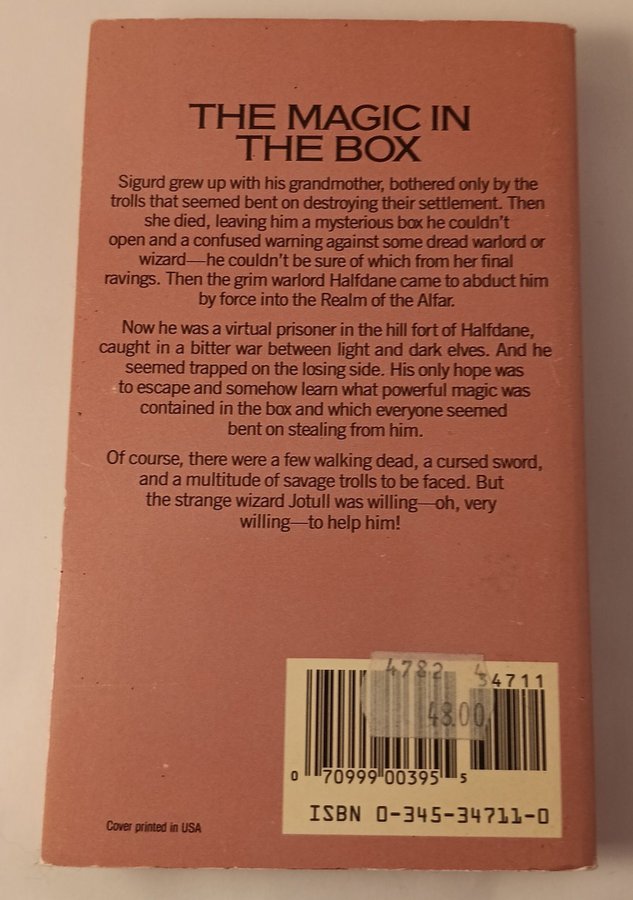 THE MAGIC IN
THE BOX
Sigurd grew up with his grandmother, bothered only by the
trolls that seemed bent on destroying their settlement. Then
she died, leaving him a mysterious box he couldn't
open and a confused warning against some dread warlord or
wizard—he couldn't be sure of which from her final
ravings. Then the grim warlord Halfdane came to abduct him
by force into the Realm of the Alfar.
Now he was a virtual prisoner in the hill fort of Halfdane,
caught in a bitter war between light and dark elves. And he
seemed trapped on the losing side. His only hope was
to escape and somehow learn what powerful magic was
contained in the box and which everyone seemed
bent on stealing from him.
Of course, there were a few walking dead, a cursed sword,
and a multitude of savage trolls to be faced. But
the strange wizard Jotull was willing—oh, very
willing—to help him!
4782 4
34711
48.00
0 70999 00395 5
ISBN 0-345-34711-0
Cover printed in USA